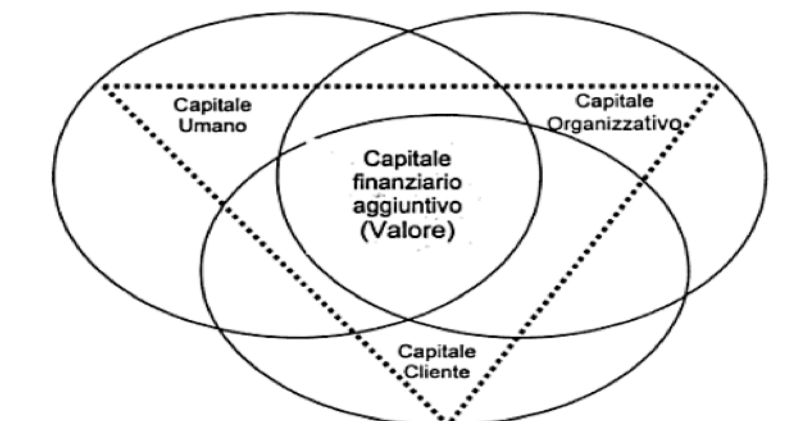 Capitale
Umano
Capitale
Organizzativo
Capitale
finanziario
aggiuntivo
(Valore)
Capitale
Cliente